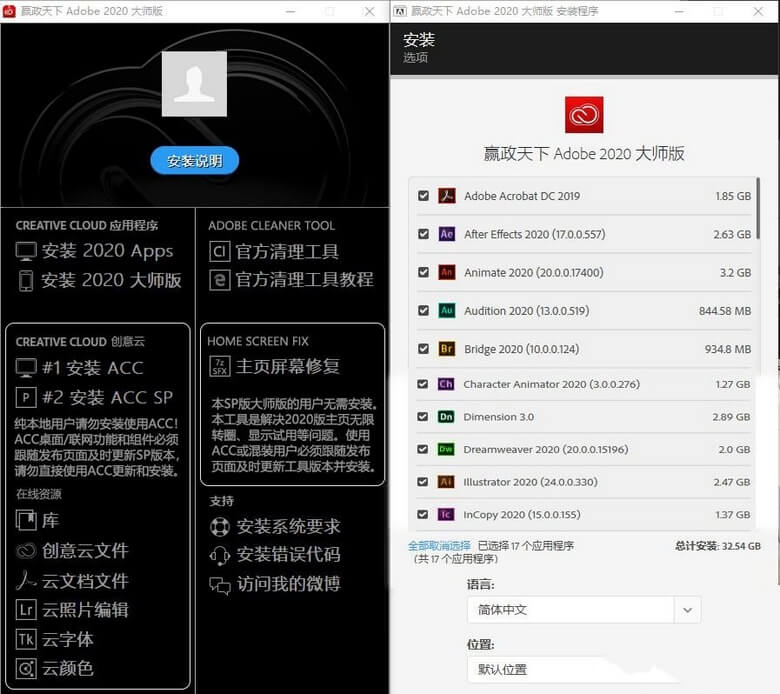 赢政天下 Adobe 2020 大师版
安装说明
CREATIVE CLOUD 应用程序
安装 2020 Apps
安装 2020 大师版
ADOBE CLEANER TOOL
Cl 官方清理工具
官方清理工具教程
CREATIVE CLOUD 创意云
#1 安装 ACC
P #2 安装 ACC SP
纯本地用户请勿安装使用ACC!
ACC桌面/联网功能和组件必须
跟随发布页面及时更新SP版本,
请勿直接使用ACC更新和安装。
在线资源
库
创意云文件
云文档文件
Lr 云照片编辑
Tk 云字体
云颜色
HOME SCREEN FIX
7z
SFX 主页屏幕修复
本SP版大师版的用户无需安装。
本工具是解决2020版主页无限
转圈、显示试用等问题。使用
ACC或混装用户必须跟随发布
页面及时更新工具版本并安装。
支持
安装系统要求
安装错误代码
访问我的微博
赢政天下 Adobe 2020 大师版 安装程序
安装
选项
赢政天下 Adobe 2020 大师版
Adobe Acrobat DC 2019 1.85 GB
Ae After Effects 2020 (17.0.0.557) 2.63 GB
An Animate 2020 (20.0.0.17400) 3.2 GB
Au Audition 2020 (13.0.0.519) 844.58 MB
Br Bridge 2020 (10.0.0.124) 934.8 MB
Ch Character Animator 2020 (3.0.0.276) 1.27 GB
Dn Dimension 3.0 2.89 GB
Dw Dreamweaver 2020 (20.0.0.15196) 2.0 GB
Ai Illustrator 2020 (24.0.0.330) 2.47 GB
Ic InCopy 2020 (15.0.0.155) 1.37 GB
全部取消选择 已选择 17 个应用程序 总计安装: 32.54 GB
(共 17 个应用程序)
语言:
简体中文
位置:
默认位置